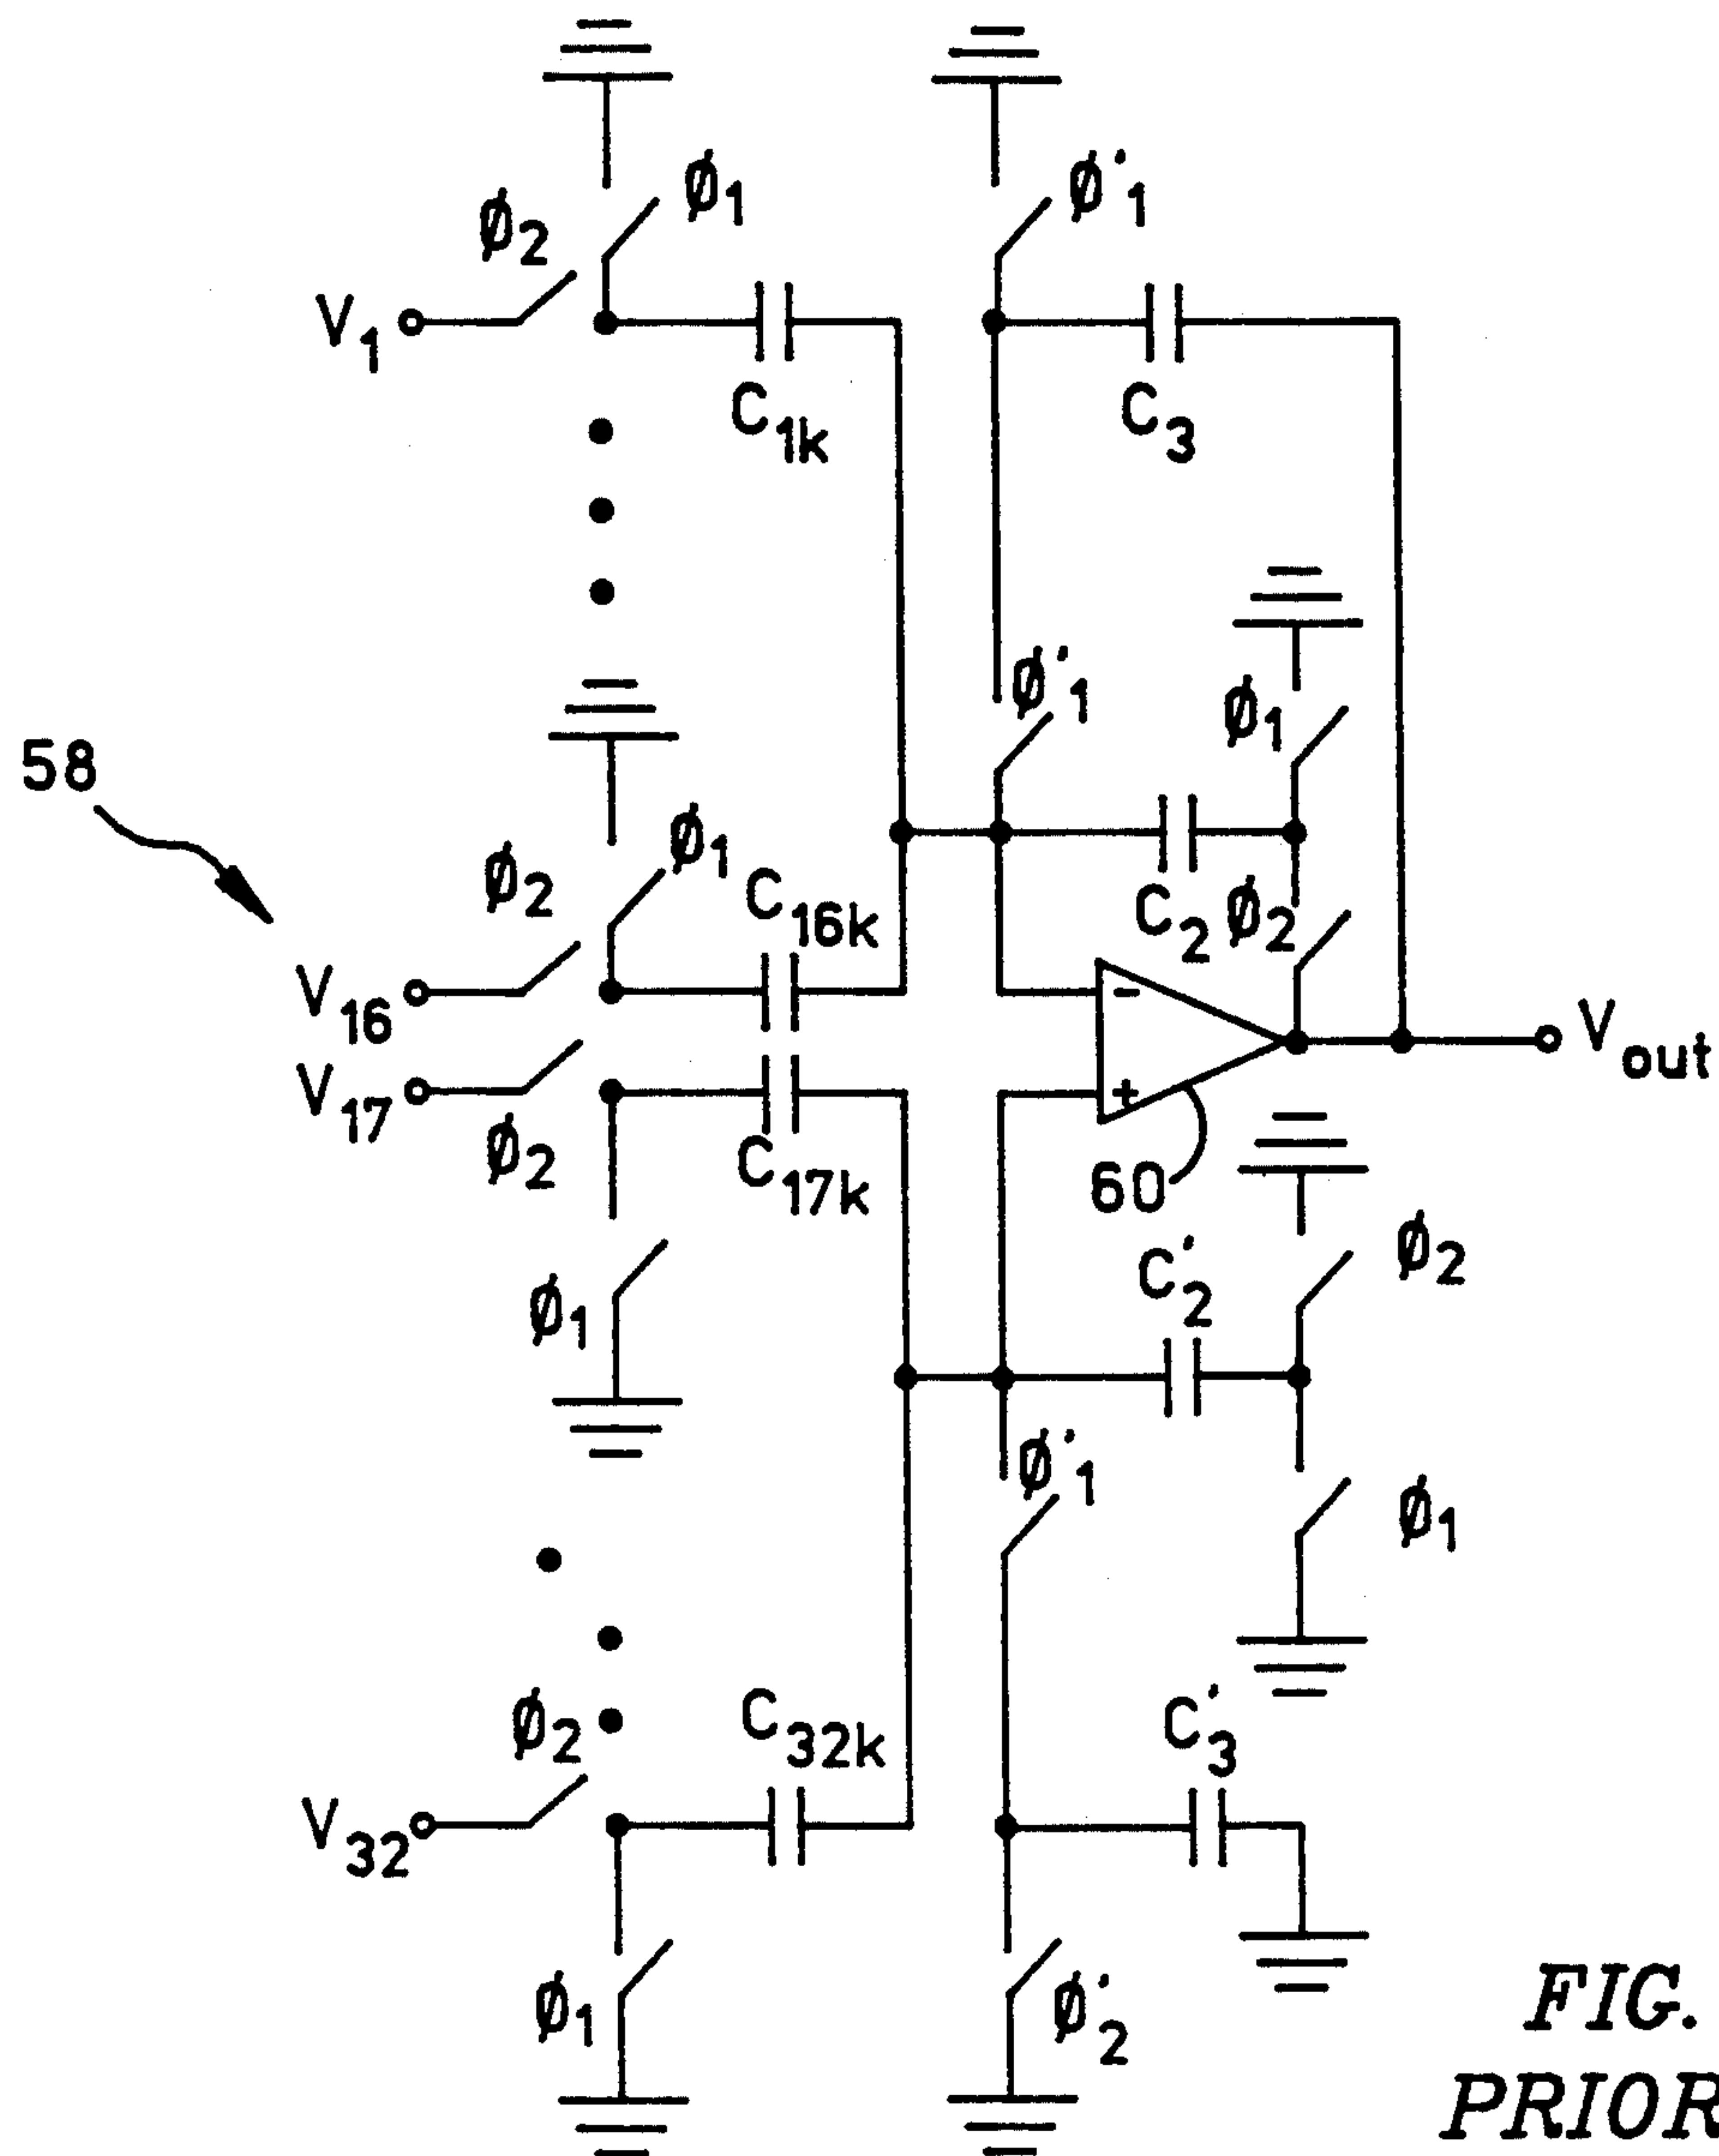 ø1
ø'1
ø2
V1
C1k
C3
ø'1
ø1
58
ø1
ø2
C16k
C2
ø2
V16
-
Vout
V17
+
ø2
C17k
60
ø2
C'2
ø1
ø'1
ø1
ø2
C32k
C'3
V32
ø1
ø'2
FIG.
PRIOR